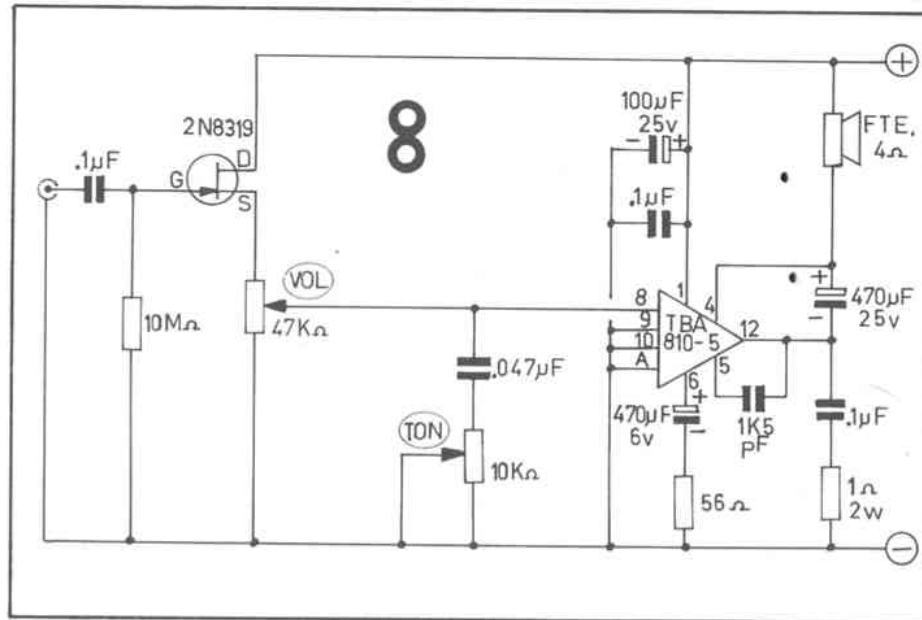 8
2N8319
D
G
S
.1µF
10MΩ
VOL
47KΩ
.047µF
TON
10KΩ
100µF
25v
- +
.1µF
8
9
10
A
1
4
12
5
6
TBA
810-5
+
-
470µF
6v
56Ω
1K5
PF
FTE.
4Ω
+
-
470µF
25v
.1µF
1Ω
2w
+
-